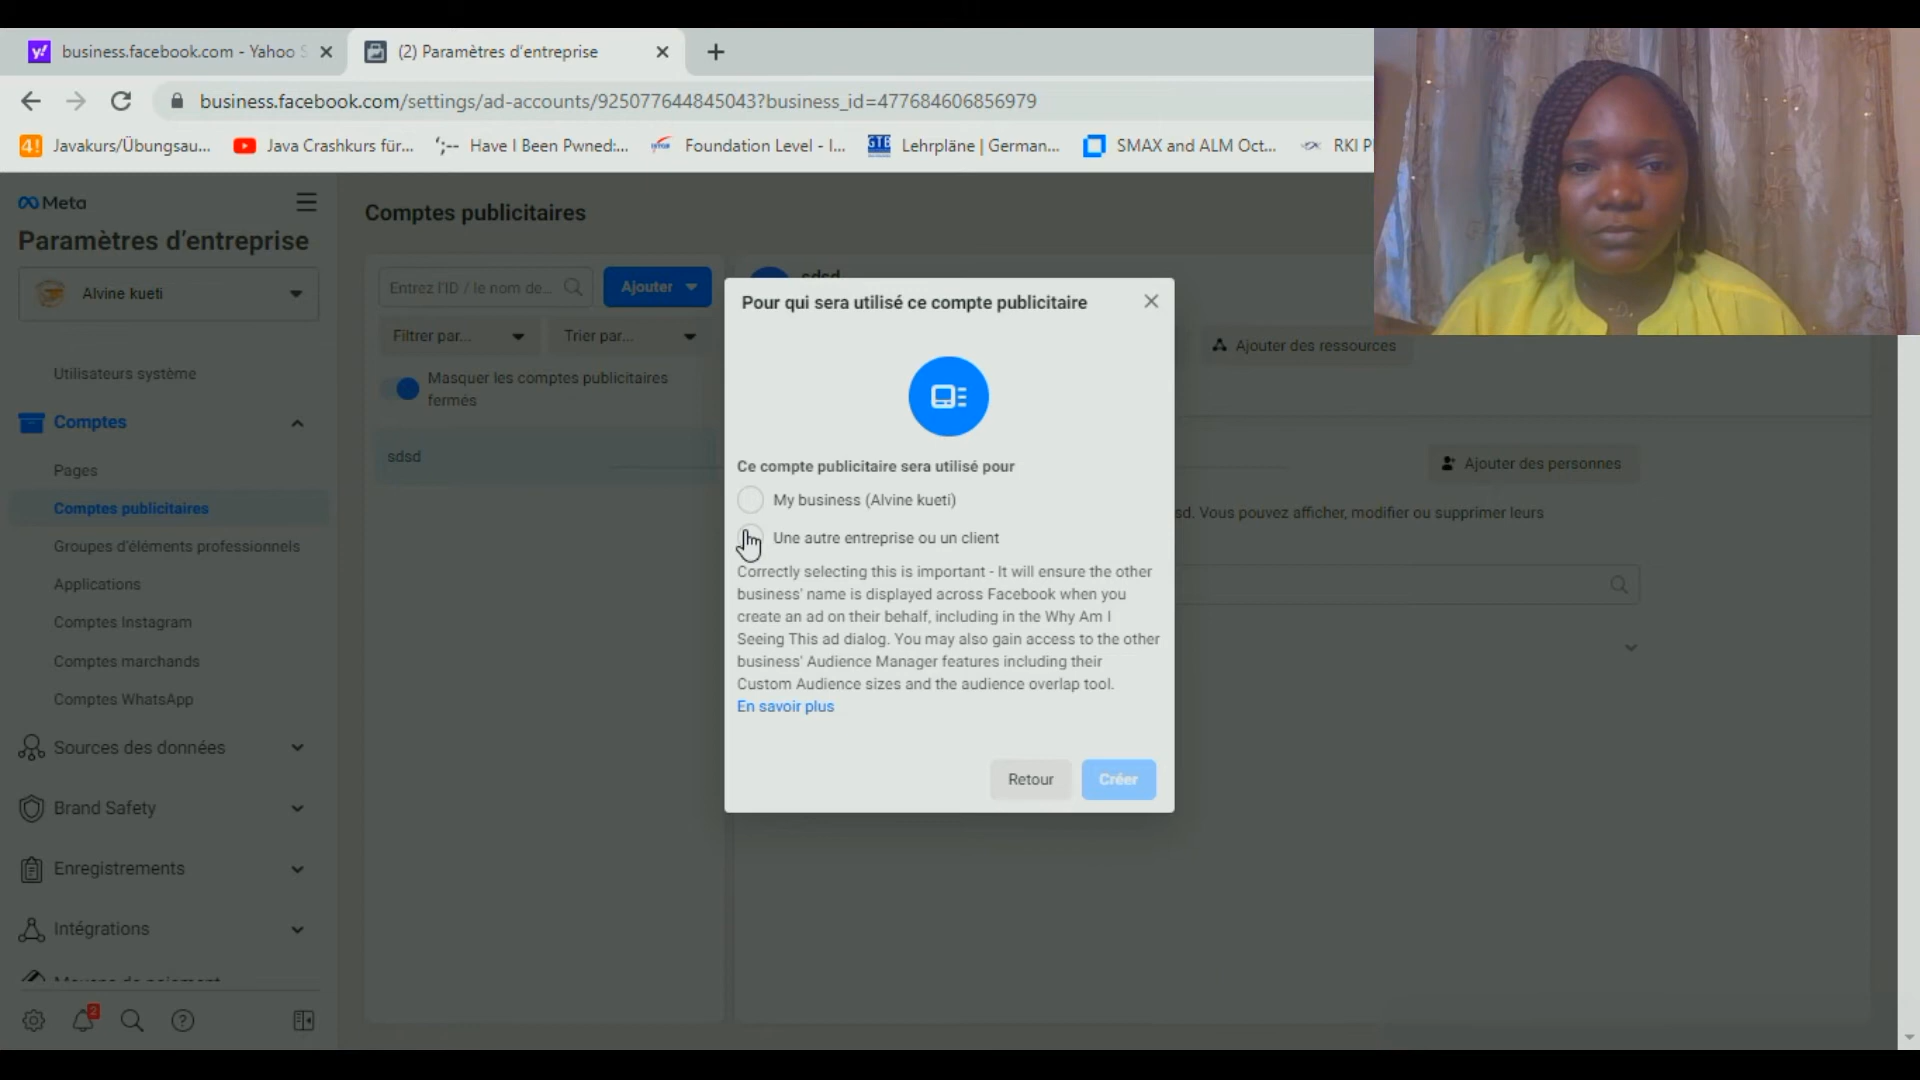 business.facebook.com - Yahoo S
(2) Paramètres d'entreprise
business.facebook.com/settings/ad-accounts/925077644845043?business_id=477684606856979
Javakurs/Übungsau...
Java Crashkurs für...
Have I Been Pwned:...
Foundation Level - I...
Lehrpläne | German...
SMAX and ALM Oct...
RKI P
Meta
Paramètres d'entreprise
Alvine kueti
Utilisateurs système
Comptes
Pages
Comptes publicitaires
Groupes d'éléments professionnels
Applications
Comptes Instagram
Comptes marchands
Comptes WhatsApp
Sources des données
Brand Safety
Enregistrements
Intégrations
Moyens de paiement
2
Comptes publicitaires
Entrez l'ID / le nom de...
Ajouter
Filtrer par...
Trier par...
Masquer les comptes publicitaires
fermés
sdsd
sdsd
Ajouter des ressources
Ajouter des personnes
sd. Vous pouvez afficher, modifier ou supprimer leurs
Pour qui sera utilisé ce compte publicitaire
Ce compte publicitaire sera utilisé pour
My business (Alvine kueti)
Une autre entreprise ou un client
Correctly selecting this is important - It will ensure the other
business' name is displayed across Facebook when you
create an ad on their behalf, including in the Why Am I
Seeing This ad dialog. You may also gain access to the other
business' Audience Manager features including their
Custom Audience sizes and the audience overlap tool.
En savoir plus
Retour
Créer